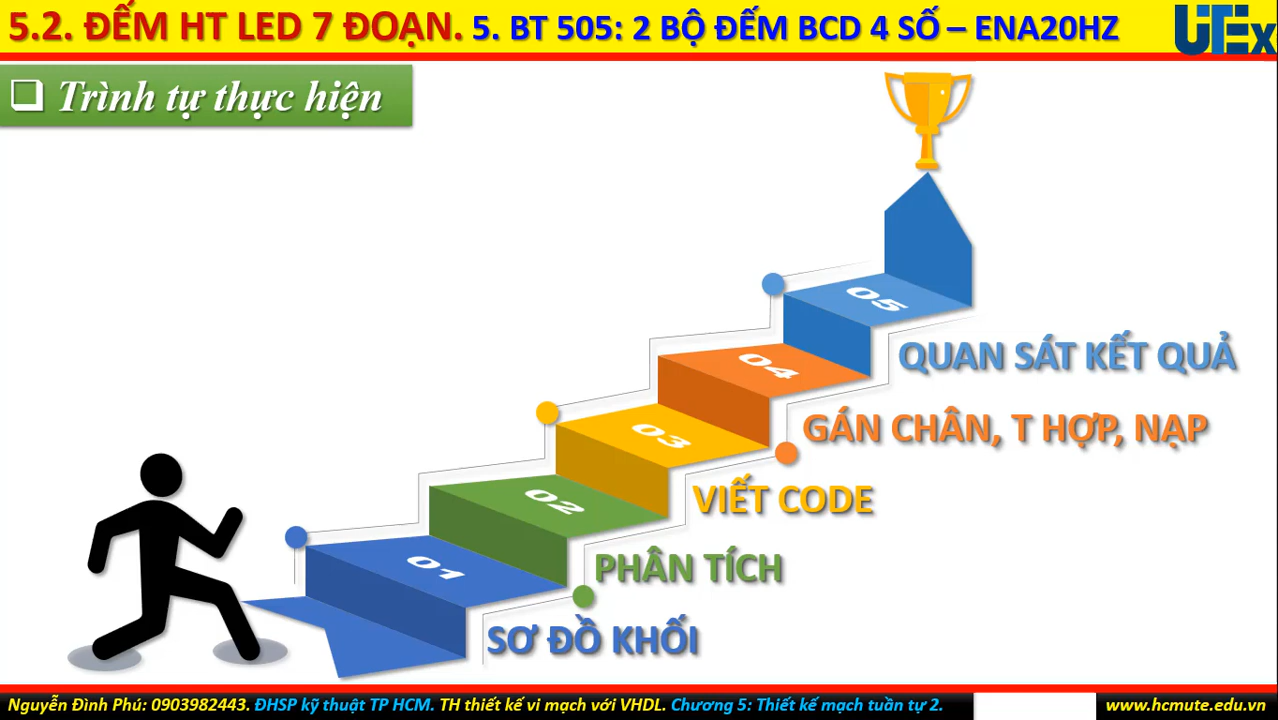 5.2. ĐẾM HT LED 7 ĐOẠN. 5. BT 505: 2 BỘ ĐẾM BCD 4 SỐ – ENA20HZ
UTEx
Trình tự thực hiện
05
QUAN SÁT KẾT QUẢ
04
GÁN CHÂN, T HỢP, NẠP
03
VIẾT CODE
02
PHÂN TÍCH
01
SƠ ĐỒ KHỐI
Nguyễn Đình Phú: 0903982443. ĐHSP kỹ thuật TP HCM. TH thiết kế vi mạch với VHDL. Chương 5: Thiết kế mạch tuần tự 2.
www.hcmute.edu.vn